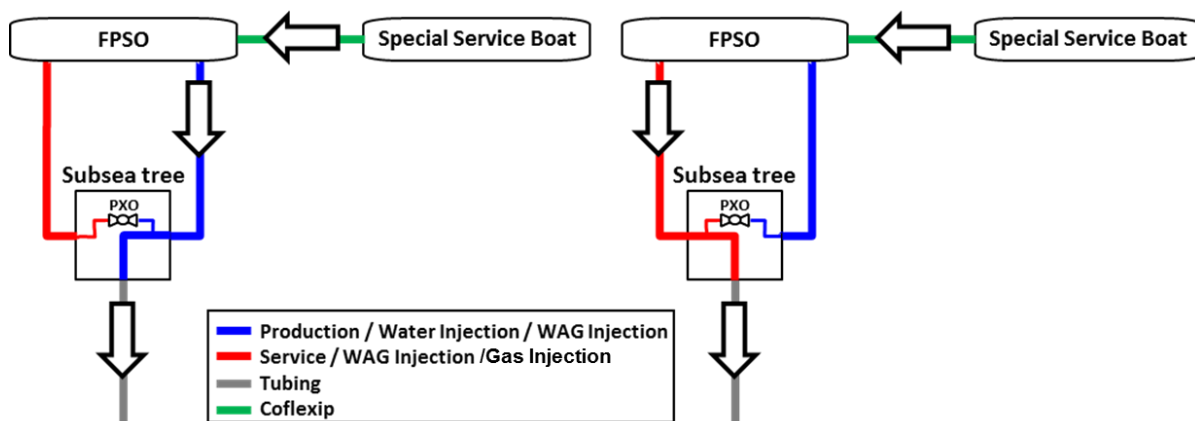 FPSO
Special Service Boat
FPSO
Special Service Boat
Subsea tree
PXO
Subsea tree
PXO
Production / Water Injection / WAG Injection
Service / WAG Injection /Gas Injection
Tubing
Coflexip